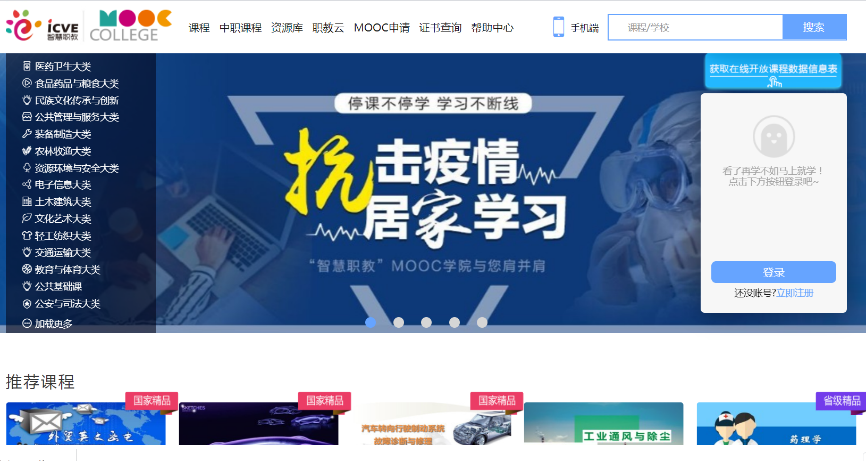 icve
智慧职教
MOOC
COLLEGE
课程 中职课程 资源库 职教云 MOOC申请 证书查询 帮助中心
手机端
课程/学校
搜索
医药卫生大类
食品药品与粮食大类
民族文化传承与创新
公共管理与服务大类
装备制造大类
农林牧渔大类
资源环境与安全大类
电子信息大类
土木建筑大类
文化艺术大类
轻工纺织大类
交通运输大类
教育与体育大类
公共基础课
公安与司法大类
加载更多
停课不停学 学习不断线
抗击疫情
居家学习
“智慧职教”MOOC学院与您肩并肩
获取在线开放课程数据信息表
看了再学不如马上就学！
点击下方按钮登录吧~
登录
还没账号?立即注册
推荐课程
国家精品
国家精品
国家精品
省级精品
外贸英文函电
汽车转向行驶制动系统
故障诊断与修理
工业通风与除尘
药理学